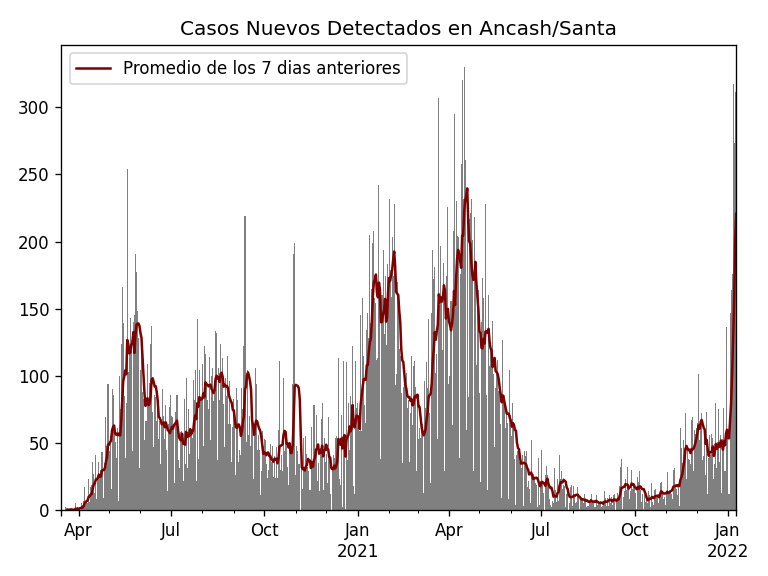 Casos Nuevos Detectados en Ancash/Santa
Promedio de los 7 dias anteriores
300
250
200
150
100
50
0
Apr Jul Oct Jan Apr Jul Oct Jan
2021 2022